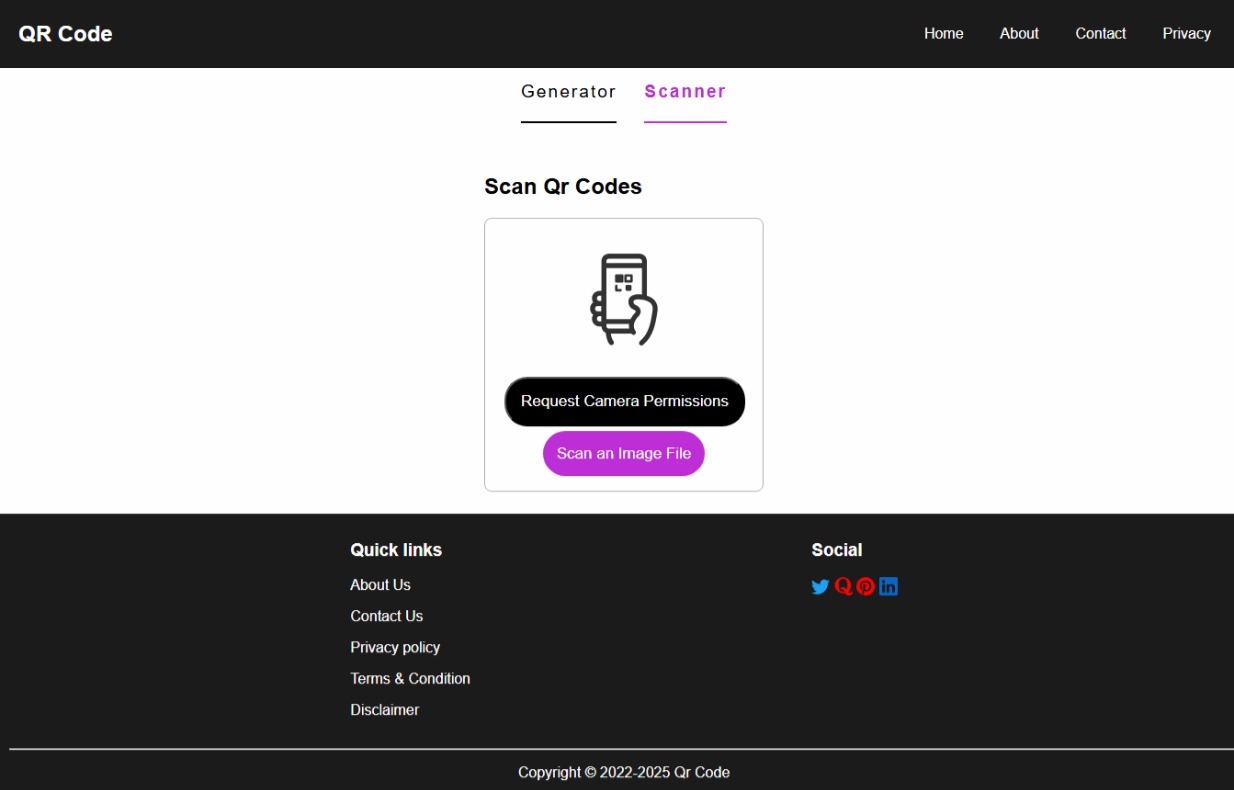 QR Code
Home About Contact Privacy
Generator Scanner
Scan Qr Codes
Request Camera Permissions
Scan an Image File
Quick links
About Us
Contact Us
Privacy policy
Terms & Condition
Disclaimer
Social
Copyright © 2022-2025 Qr Code